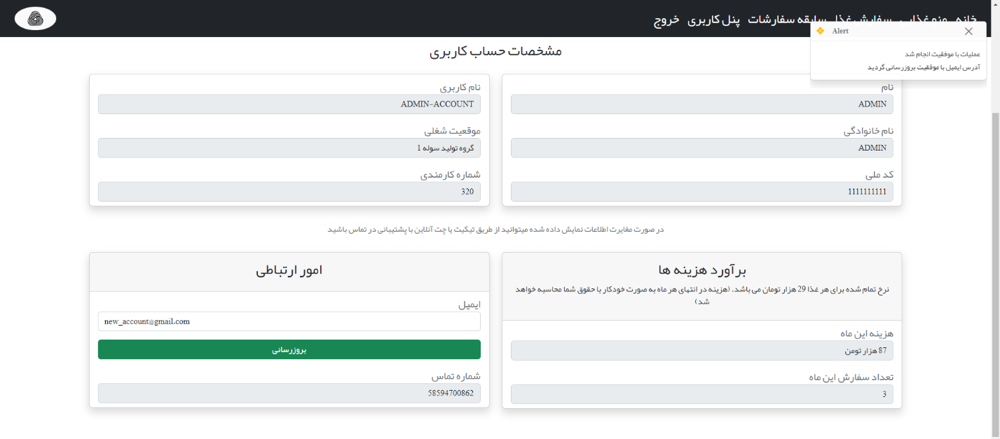 خانه منو غذایی سفارش غذا سابقه سفارشات پنل کاربری خروج
Alert
عملیات با موفقیت انجام شد
آدرس ایمیل با موفقیت بروزرسانی گردید
مشخصات حساب کاربری
نام
ADMIN
نام خانوادگی
ADMIN
کد ملی
1111111111
نام کاربری
ADMIN-ACCOUNT
موقعیت شغلی
گروه تولید سوله 1
شماره کارمندی
320
در صورت مغایرت اطلاعات نمایش داده شده میتوانید از طریق تیکیت یا چت آنلاین با پشتیبانی در تماس باشید
برآورد هزینه ها
نرخ تمام شده برای هر غذا 29 هزار تومان می باشد. (هزینه در انتهای هر ماه به صورت خودکار با حقوق شما محاسبه خواهد
شد)
هزینه این ماه
87 هزار تومن
تعداد سفارش این ماه
3
امور ارتباطی
ایمیل
new_account@gmail.com
بروزرسانی
شماره تماس
58594700862